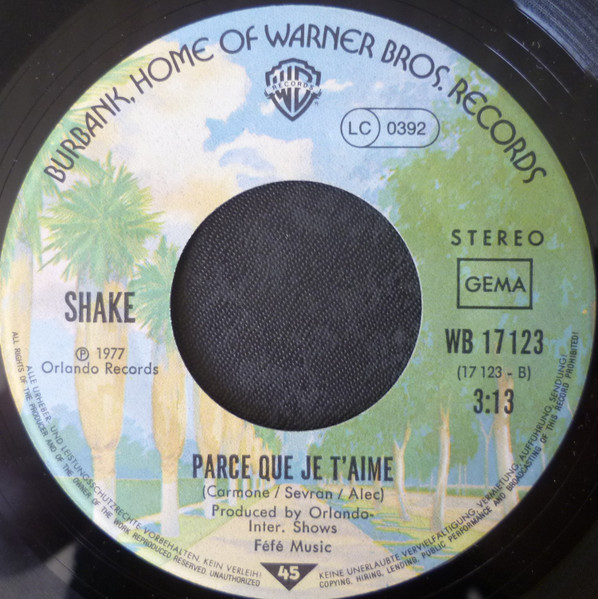 BURBANK, HOME OF WARNER BROS. RECORDS
WB
RECORDS
LC 0392
STEREO
GEMA
SHAKE
℗ 1977
Orlando Records
WB 17123
(17 123 - B)
3:13
PARCE QUE JE T'AIME
(Carmone / Sevran / Alec)
Produced by Orlando-
Inter. Shows
Féfé Music
45
ALLE URHEBER- UND LEISTUNGSSCHUTZRECHTE VORBEHALTEN. KEIN VERLEIH!
KEINE UNERLAUBTE VERVIELFÄLTIGUNG, VERMIETUNG, AUFFÜHRUNG, SENDUNG!
ALL RIGHTS OF THE PRODUCER AND OF THE OWNER OF THE WORK REPRODUCED RESERVED. UNAUTHORIZED
COPYING, HIRING, LENDING, PUBLIC PERFORMANCE AND BROADCASTING OF THIS RECORD PROHIBITED!